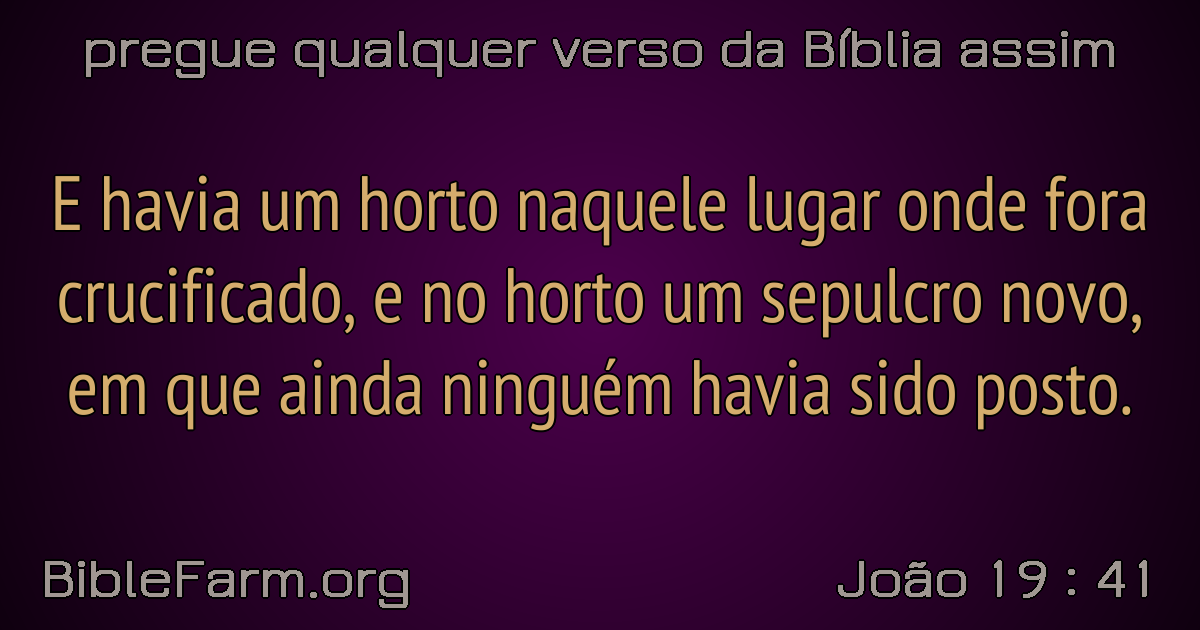 pregue qualquer verso da Bíblia assim
E havia um horto naquele lugar onde fora
crucificado, e no horto um sepulcro novo,
em que ainda ninguém havia sido posto.
BibleFarm.org
João 19 : 41